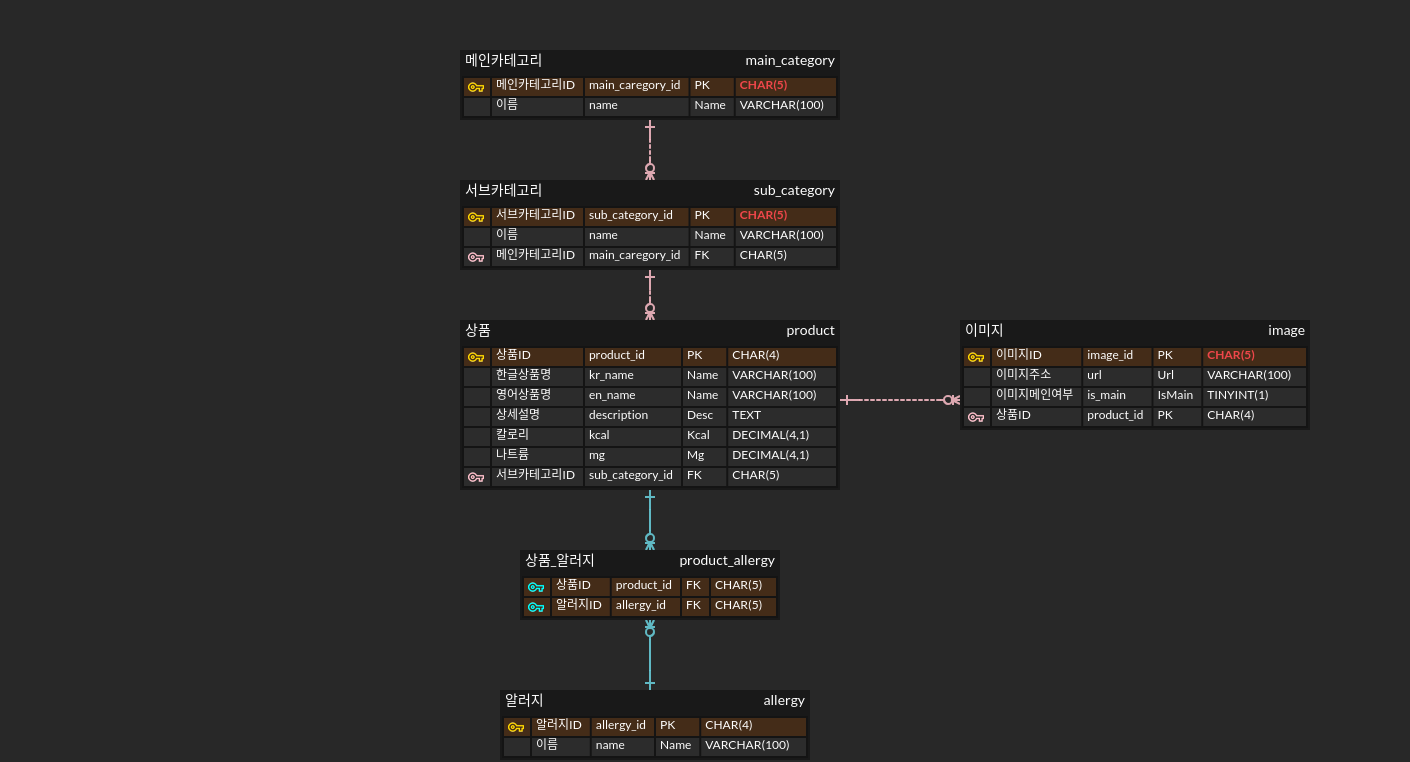 메인카테고리 main_category
메인카테고리ID main_caregory_id PK CHAR(5)
이름 name Name VARCHAR(100)
서브카테고리 sub_category
서브카테고리ID sub_category_id PK CHAR(5)
이름 name Name VARCHAR(100)
메인카테고리ID main_caregory_id FK CHAR(5)
상품 product
상품ID product_id PK CHAR(4)
한글상품명 kr_name Name VARCHAR(100)
영어상품명 en_name Name VARCHAR(100)
상세설명 description Desc TEXT
칼로리 kcal Kcal DECIMAL(4,1)
나트륨 mg Mg DECIMAL(4,1)
서브카테고리ID sub_category_id FK CHAR(5)
이미지 image
이미지ID image_id PK CHAR(5)
이미지주소 url Url VARCHAR(100)
이미지메인여부 is_main IsMain TINYINT(1)
상품ID product_id PK CHAR(4)
상품_알러지 product_allergy
상품ID product_id FK CHAR(5)
알러지ID allergy_id FK CHAR(5)
알러지 allergy
알러지ID allergy_id PK CHAR(4)
이름 name Name VARCHAR(100)